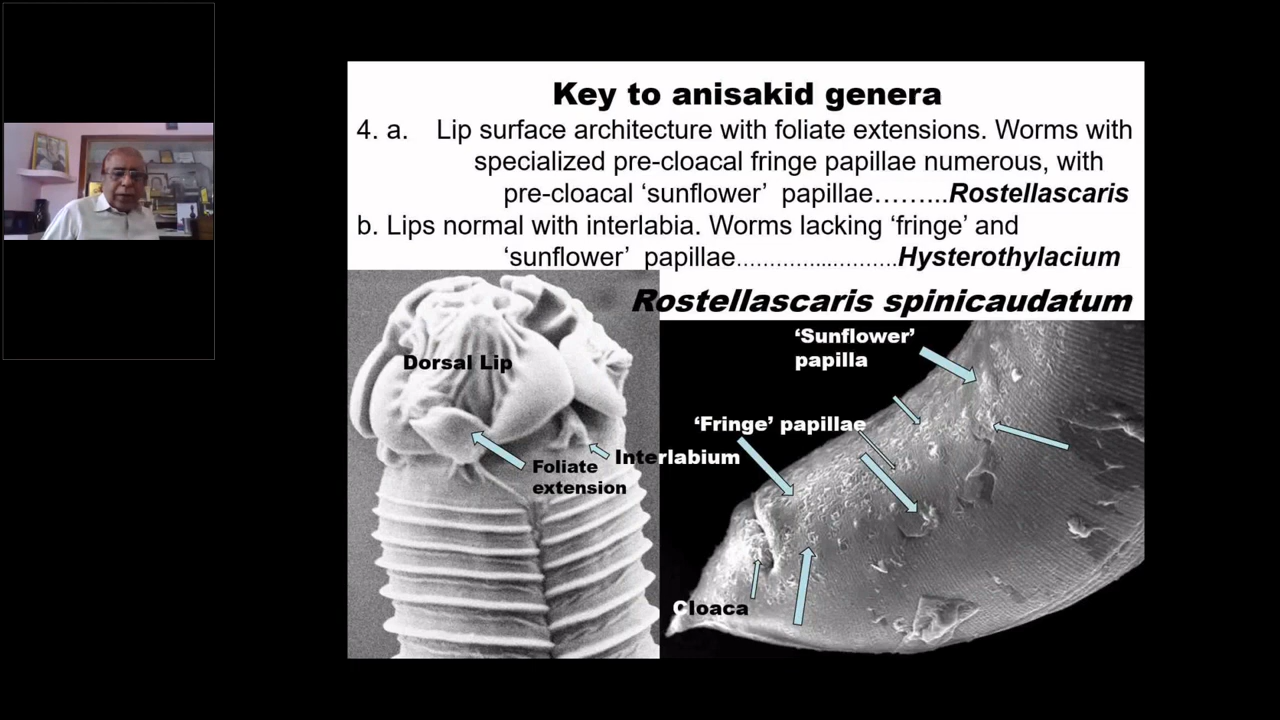 Key to anisakid genera
4. a. Lip surface architecture with foliate extensions. Worms with
specialized pre-cloacal fringe papillae numerous, with
pre-cloacal ‘sunflower’ papillae……...Rostellascaris
b. Lips normal with interlabia. Worms lacking ‘fringe’ and
‘sunflower’ papillae…………....……….Hysterothylacium
Rostellascaris spinicaudatum
‘Sunflower’
papilla
Dorsal Lip
‘Fringe’ papillae
Interlabium
Foliate
extension
Cloaca